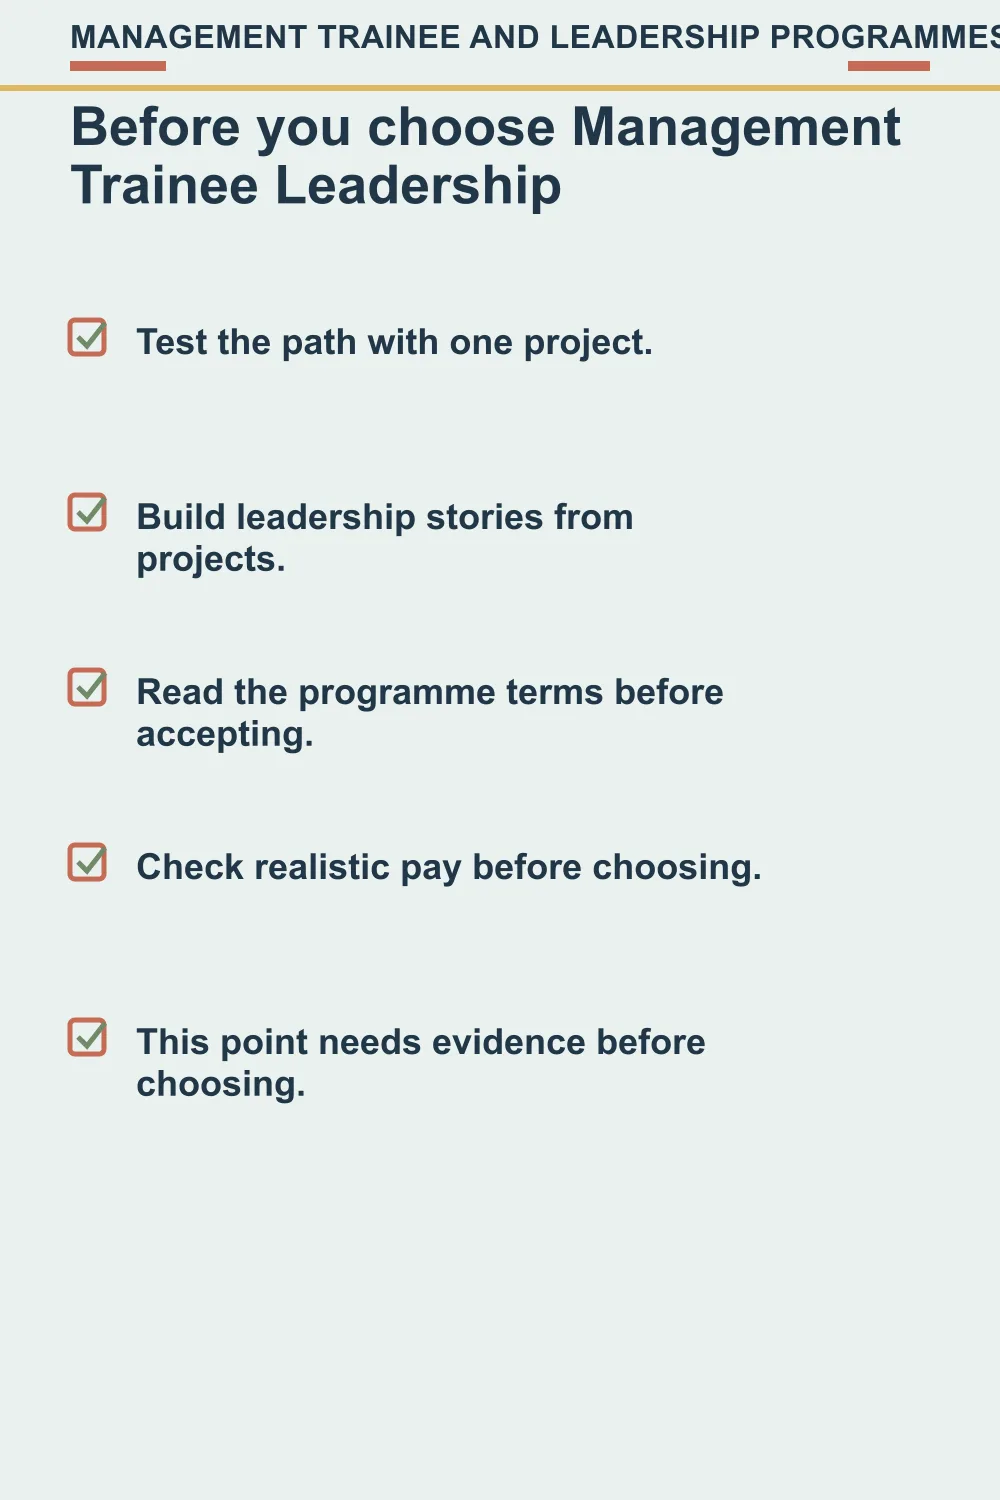 MANAGEMENT TRAINEE AND LEADERSHIP PROGRAMMES
Before you choose Management
Trainee Leadership
Test the path with one project.
Build leadership stories from
projects.
Read the programme terms before
accepting.
Check realistic pay before choosing.
This point needs evidence before
choosing.